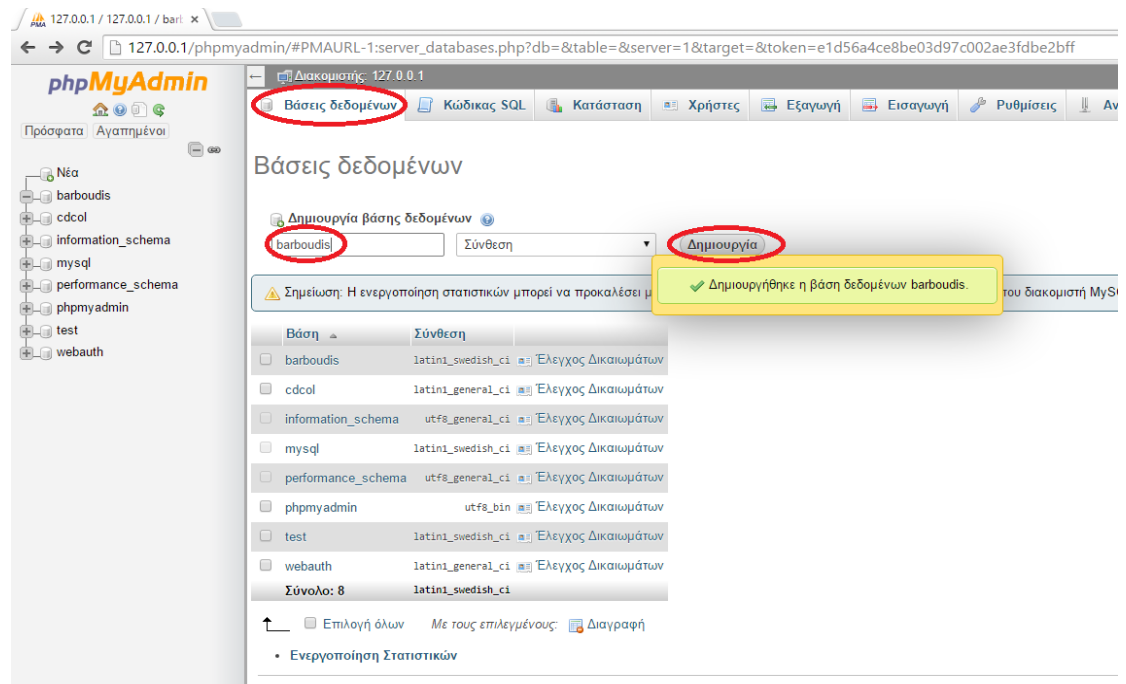 127.0.0.1 / 127.0.0.1 / barl
127.0.0.1/phpmyadmin/#PMAURL-1:server_databases.php?db=&table=&server=1&target=&token=e1d56a4ce8be03d97c002ae3fdbe2bff
phpMyAdmin
Πρόσφατα Αγαπημένοι
Νέα
barboudis
cdcol
information_schema
mysql
performance_schema
phpmyadmin
test
webauth
Διακομιστής: 127.0.0.1
Βάσεις δεδομένων Κώδικας SQL Κατάσταση Χρήστες Εξαγωγή Εισαγωγή Ρυθμίσεις Αν
Βάσεις δεδομένων
Δημιουργία βάσης δεδομένων
barboudis Σύνθεση Δημιουργία
Δημιουργήθηκε η βάση δεδομένων barboudis.
Σημείωση: Η ενεργοποίηση στατιστικών μπορεί να προκαλέσει μ του διακομιστή MyS
Βάση Σύνθεση
barboudis latin1_swedish_ci Έλεγχος Δικαιωμάτων
cdcol latin1_general_ci Έλεγχος Δικαιωμάτων
information_schema utf8_general_ci Έλεγχος Δικαιωμάτων
mysql latin1_swedish_ci Έλεγχος Δικαιωμάτων
performance_schema utf8_general_ci Έλεγχος Δικαιωμάτων
phpmyadmin utf8_bin Έλεγχος Δικαιωμάτων
test latin1_swedish_ci Έλεγχος Δικαιωμάτων
webauth latin1_general_ci Έλεγχος Δικαιωμάτων
Σύνολο: 8 latin1_swedish_ci
Επιλογή όλων Με τους επιλεγμένους: Διαγραφή
Ενεργοποίηση Στατιστικών